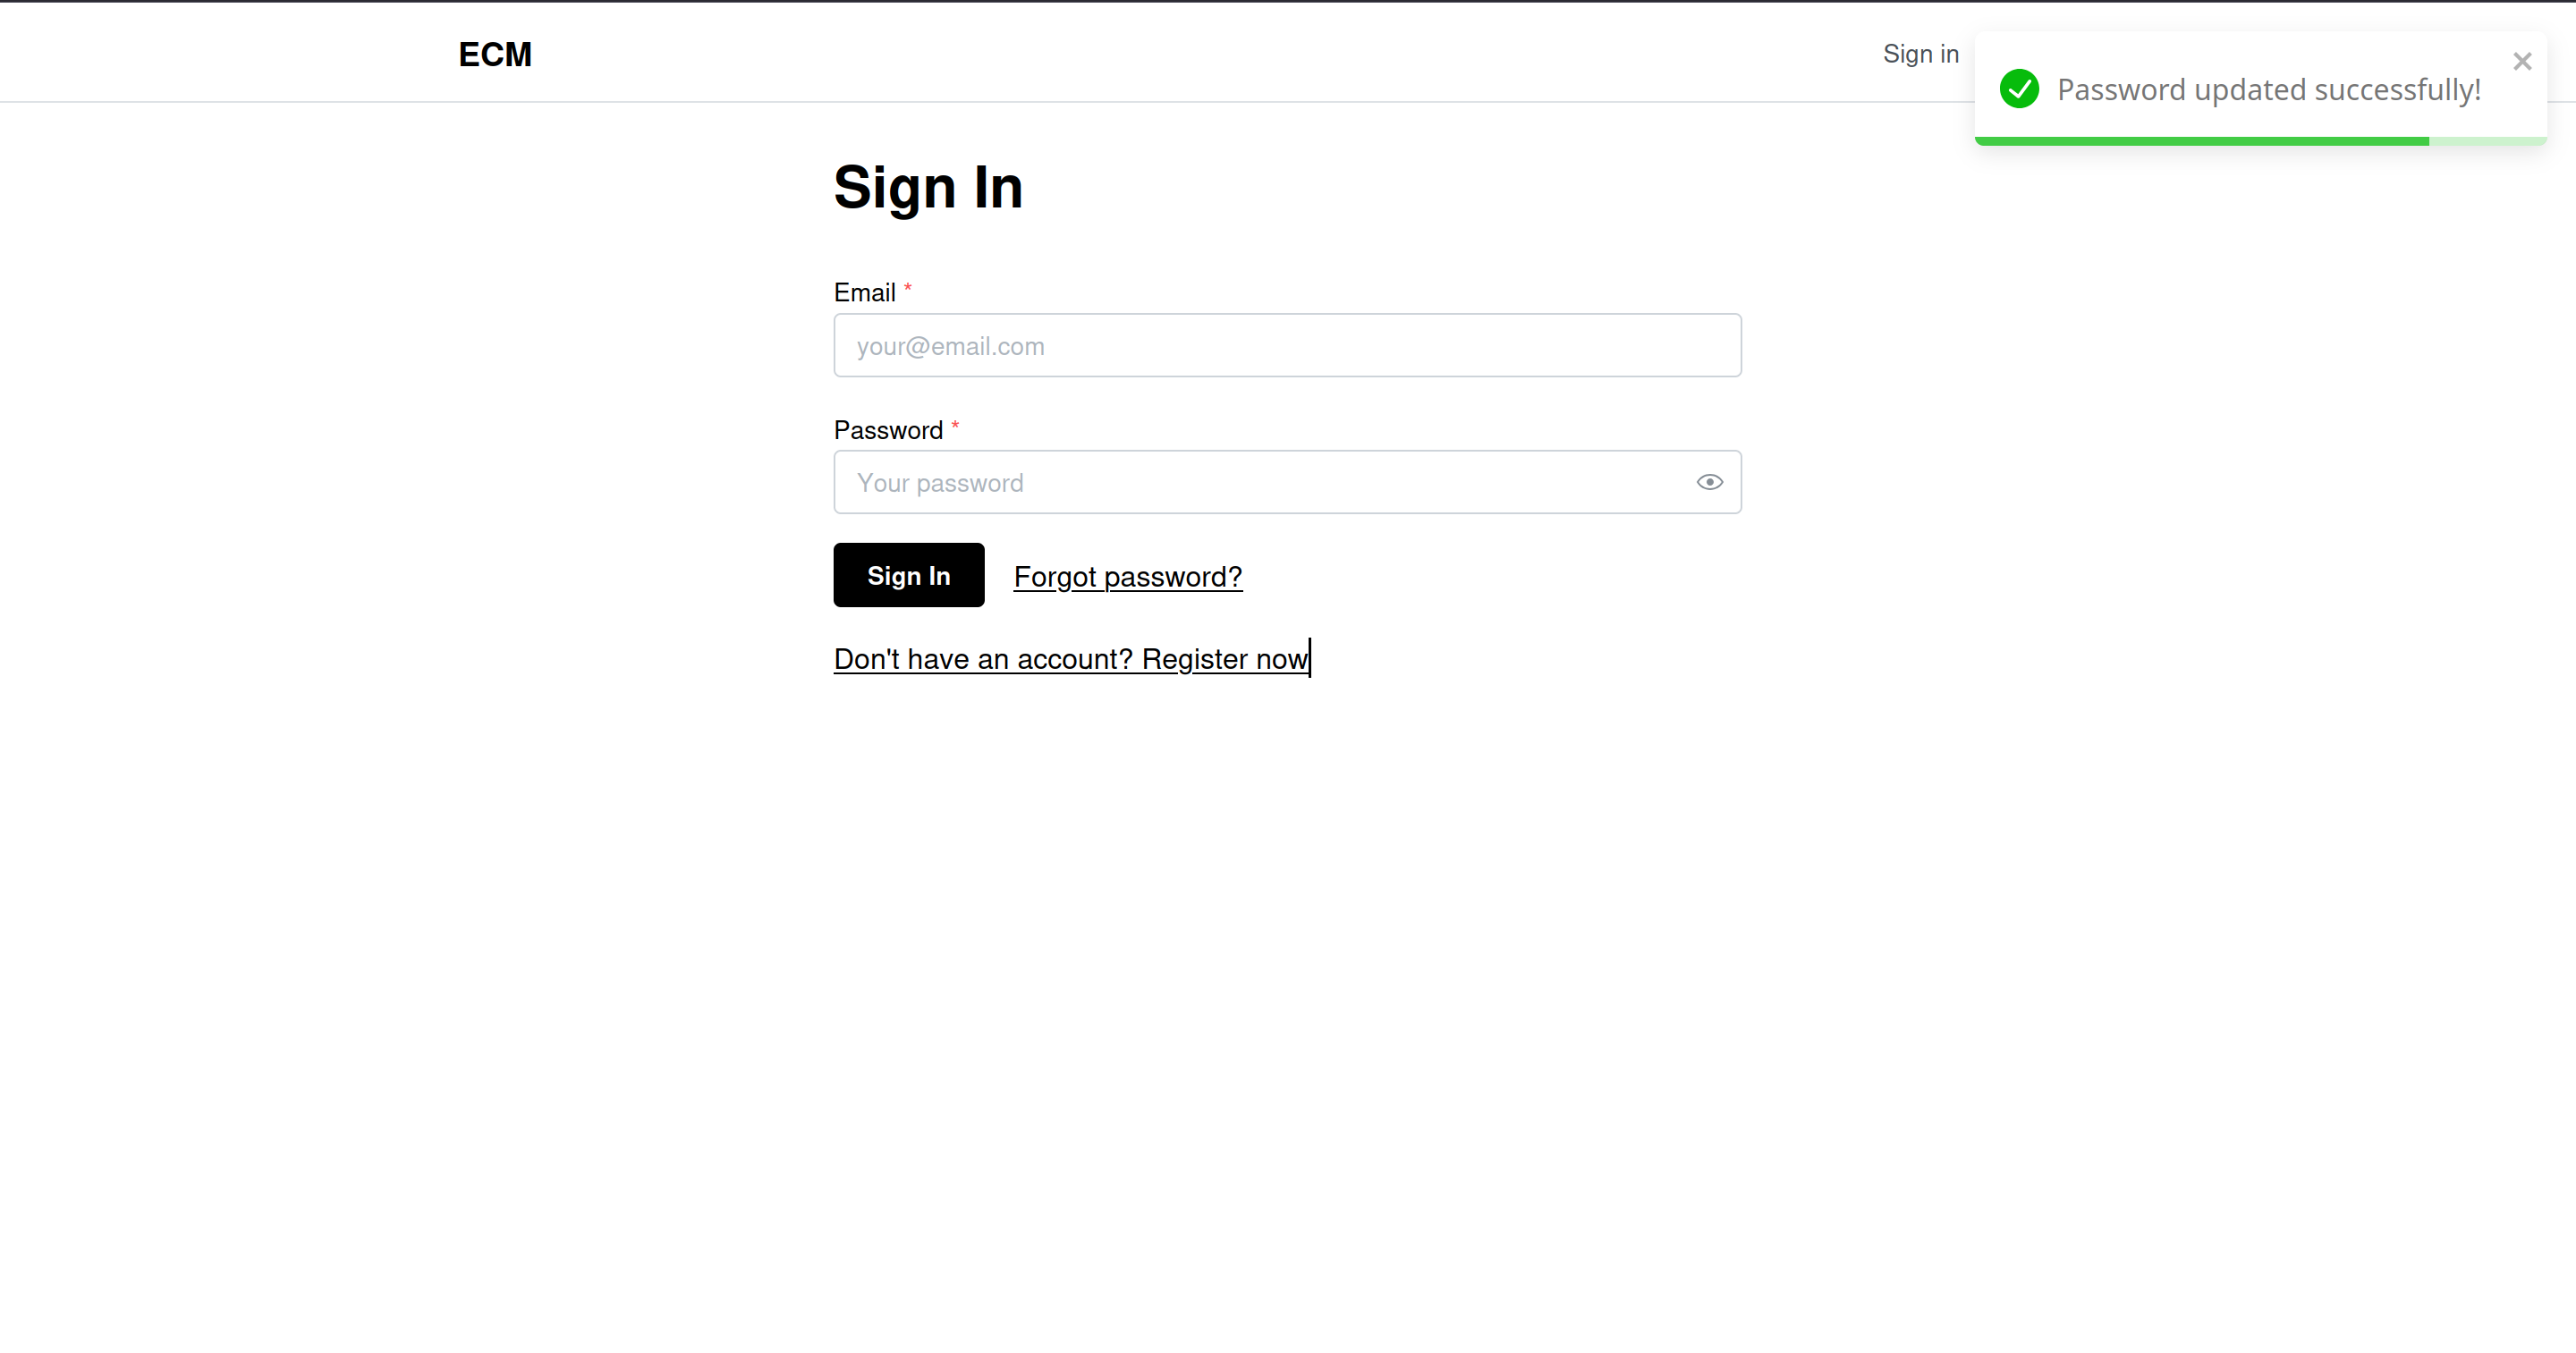 ECM
Sign in
Password updated successfully!
Sign In
Email *
your@email.com
Password *
Your password
Sign In
Forgot password?
Don't have an account? Register now